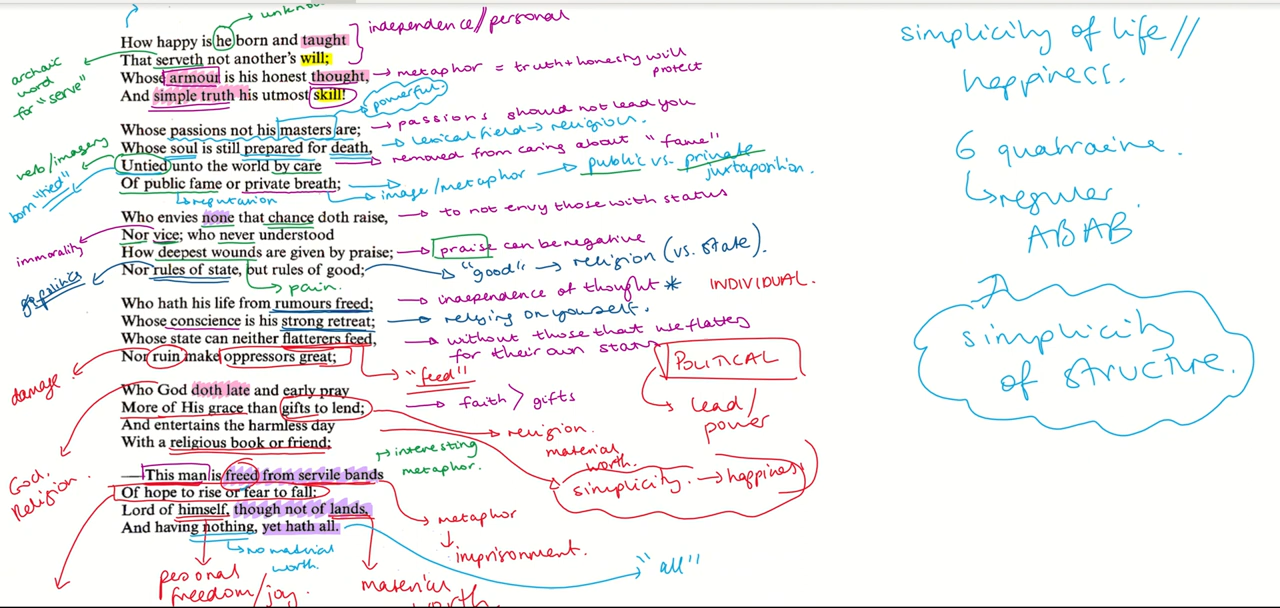 unknow
How happy is he born and taught
independence//personal
That serveth not another's will;
archaic
word
for "serve"
Whose armour is his honest thought,
→ metaphor = truth+honesty will
protect
And simple truth his utmost skill!
powerful.
Whose passions not his masters are;
→ passions should not lead you
Whose soul is still prepared for death,
→ Lexical field → religion.
verb/imagery
Untied unto the world by care
→ removed from caring about "fame"
born "tied"
Of public fame or private breath;
→ image/metaphor → public vs. private
juxtaposition.
reputation
Who envies none that chance doth raise,
→ to not envy those with status
immorality
Nor vice; who never understood
How deepest wounds are given by praise;
→ praise can be negative
Nor rules of state, but rules of good;
→ "good" → religion (vs. state).
→ pain.
Who hath his life from rumours freed;
→ independence of thought * INDIVIDUAL.
Whose conscience is his strong retreat;
→ relying on yourself.
Whose state can neither flatterers feed,
→ without those that we flatter
for their own
Nor ruin make oppressors great;
damage.
→ "feed"
POLITICAL
→ lead/
power
Who God doth late and early pray
→ faith > gifts
More of His grace than gifts to lend;
And entertains the harmless day
→ religion.
With a religious book or friend;
God.
Religion.
→ interesting
metaphor.
material
worth.
simplicity. → happiness
—This man is freed from servile bands
Of hope to rise or fear to fall:
Lord of himself, though not of lands,
→ metaphor
↓
imprisonment.
And having nothing, yet hath all.
→ no material
worth.
→ "all"
personal
freedom/joy.
material
worth.
simplicity of life//
happiness.
6 quatrains.
↳ regular
ABAB
simplicity
of structure.